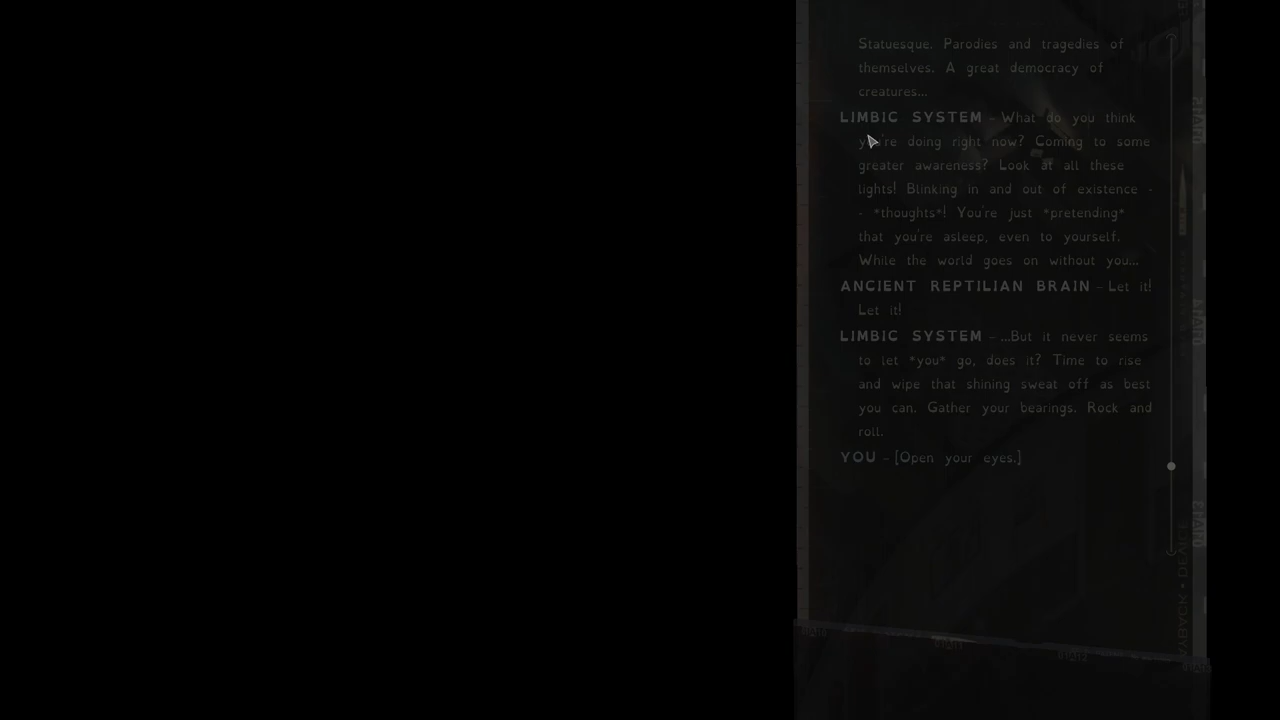 Statuesque. Parodies and tragedies of
themselves. A great democracy of
creatures...
LIMBIC SYSTEM – What do you think
you're doing right now? Coming to some
greater awareness? Look at all these
lights! Blinking in and out of existence -
- *thoughts*! You're just *pretending*
that you're asleep, even to yourself.
While the world goes on without you...
ANCIENT REPTILIAN BRAIN – Let it!
Let it!
LIMBIC SYSTEM – ...But it never seems
to let *you* go, does it? Time to rise
and wipe that shining sweat off as best
you can. Gather your bearings. Rock and
roll.
YOU – [Open your eyes.]